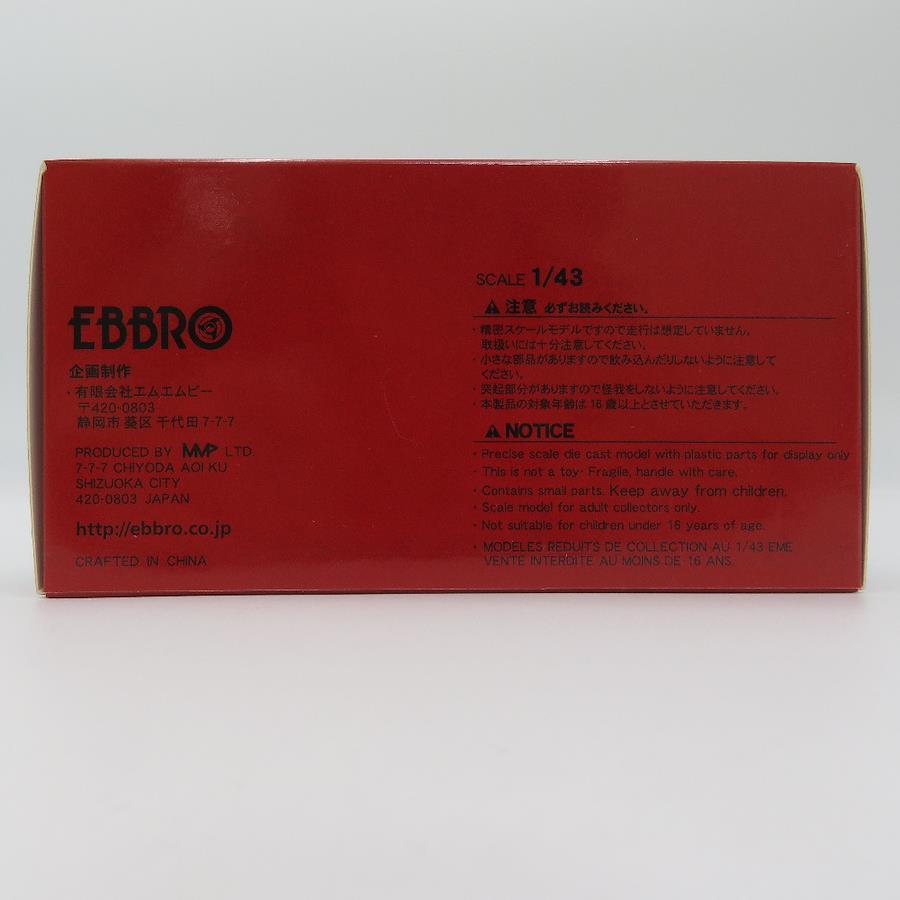 EBBRO
企画制作
・有限会社エムエムピー
〒420-0803
静岡市 葵区 千代田 7-7-7
PRODUCED BY MMP LTD.
7-7-7 CHIYODA AOI KU
SHIZUOKA CITY
420-0803 JAPAN
http://ebbro.co.jp
CRAFTED IN CHINA
SCALE 1/43
注意 必ずお読みください。
・精密スケールモデルですので走行は想定していません。
取扱いには十分注意してください。
・小さな部品がありますので飲み込んだりしないように注意して
ください。
・突起部分がありますので怪我をしないように注意してください。
・本製品の対象年齢は16歳以上とさせていただきます。
NOTICE
・Precise scale die cast model with plastic parts for display only
・This is not a toy・Fragile, handle with care.
・Contains small parts. Keep away from children.
・Scale model for adult collectors only.
・Not suitable for children under 16 years of age.
・MODELES REDUITS DE COLLECTION AU 1/43 EME
VENTE INTERDITE AU MOINS DE 16 ANS.